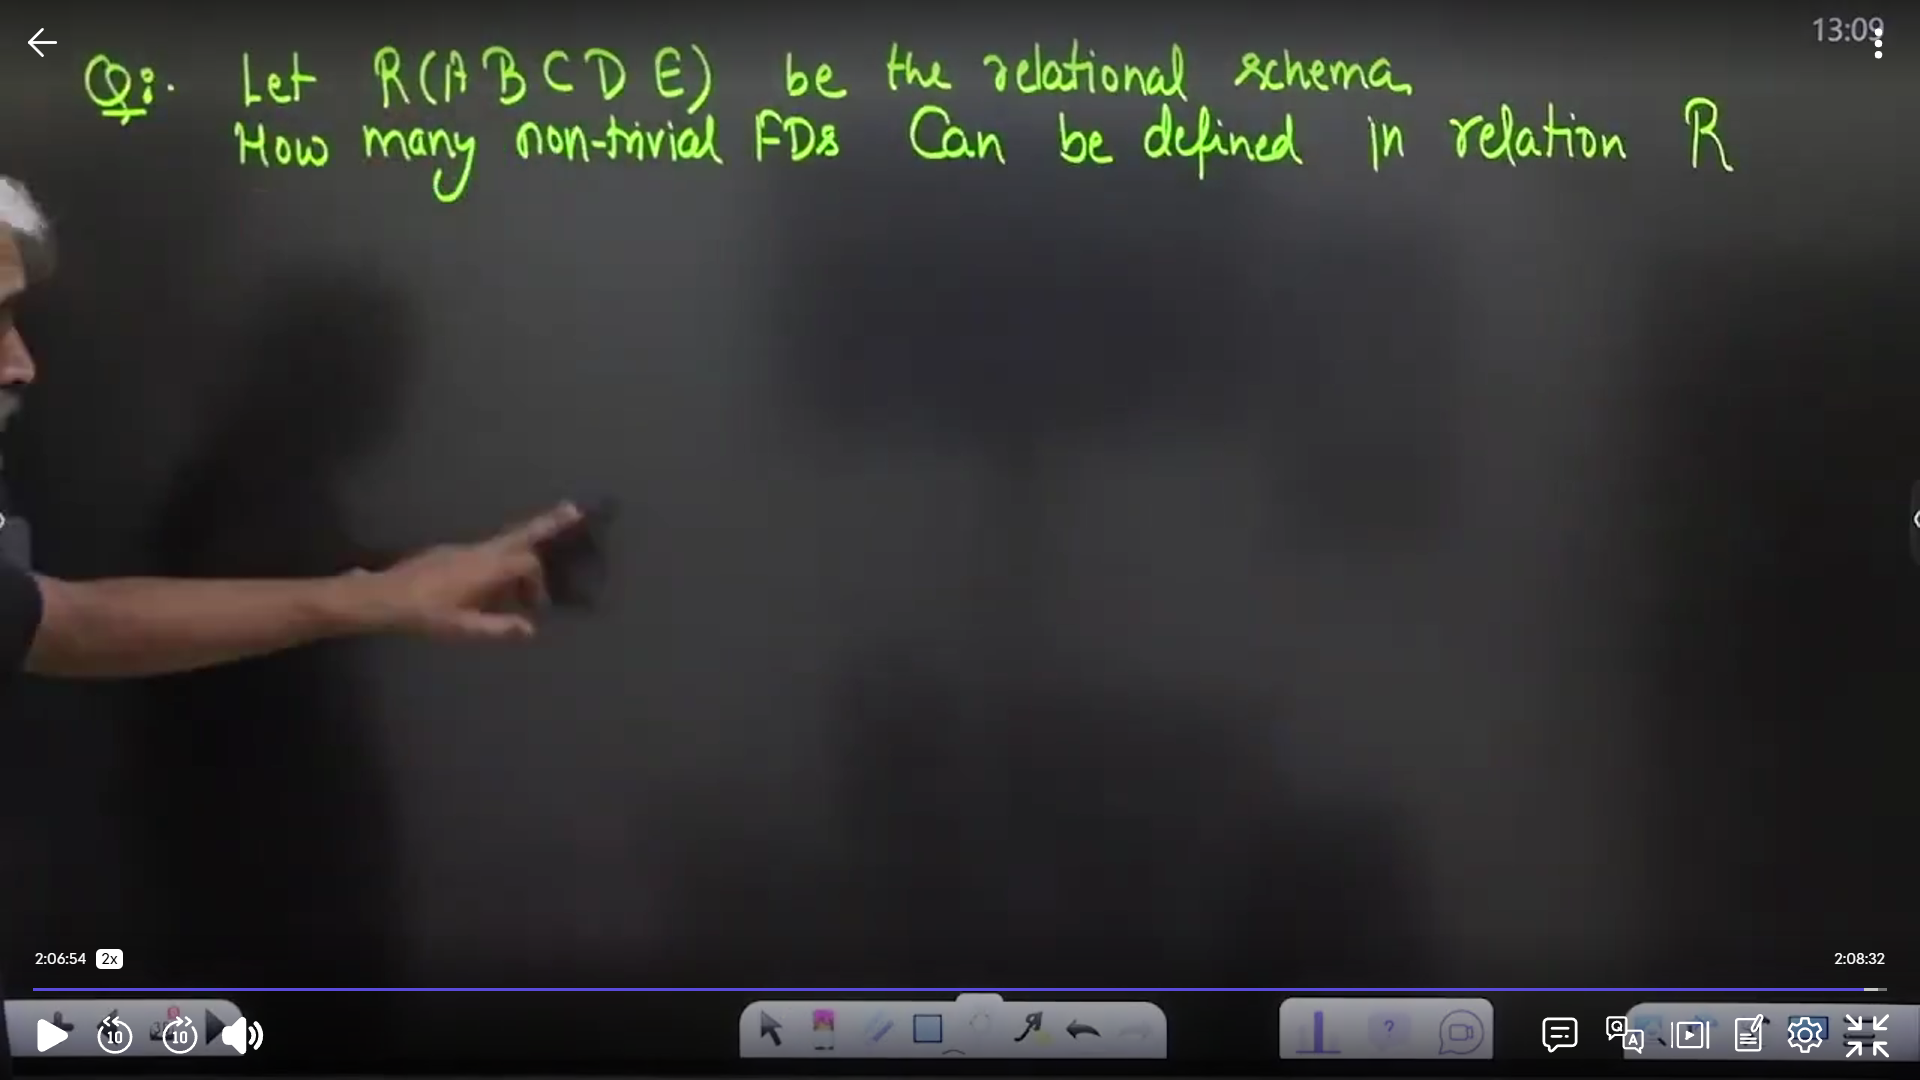 13:09
Q:. Let R(A B C D E) be the relational schema.
How many non-trivial FDs Can be defined in relation R
2:06:54 2x 2:08:32
10 10 ? Q A